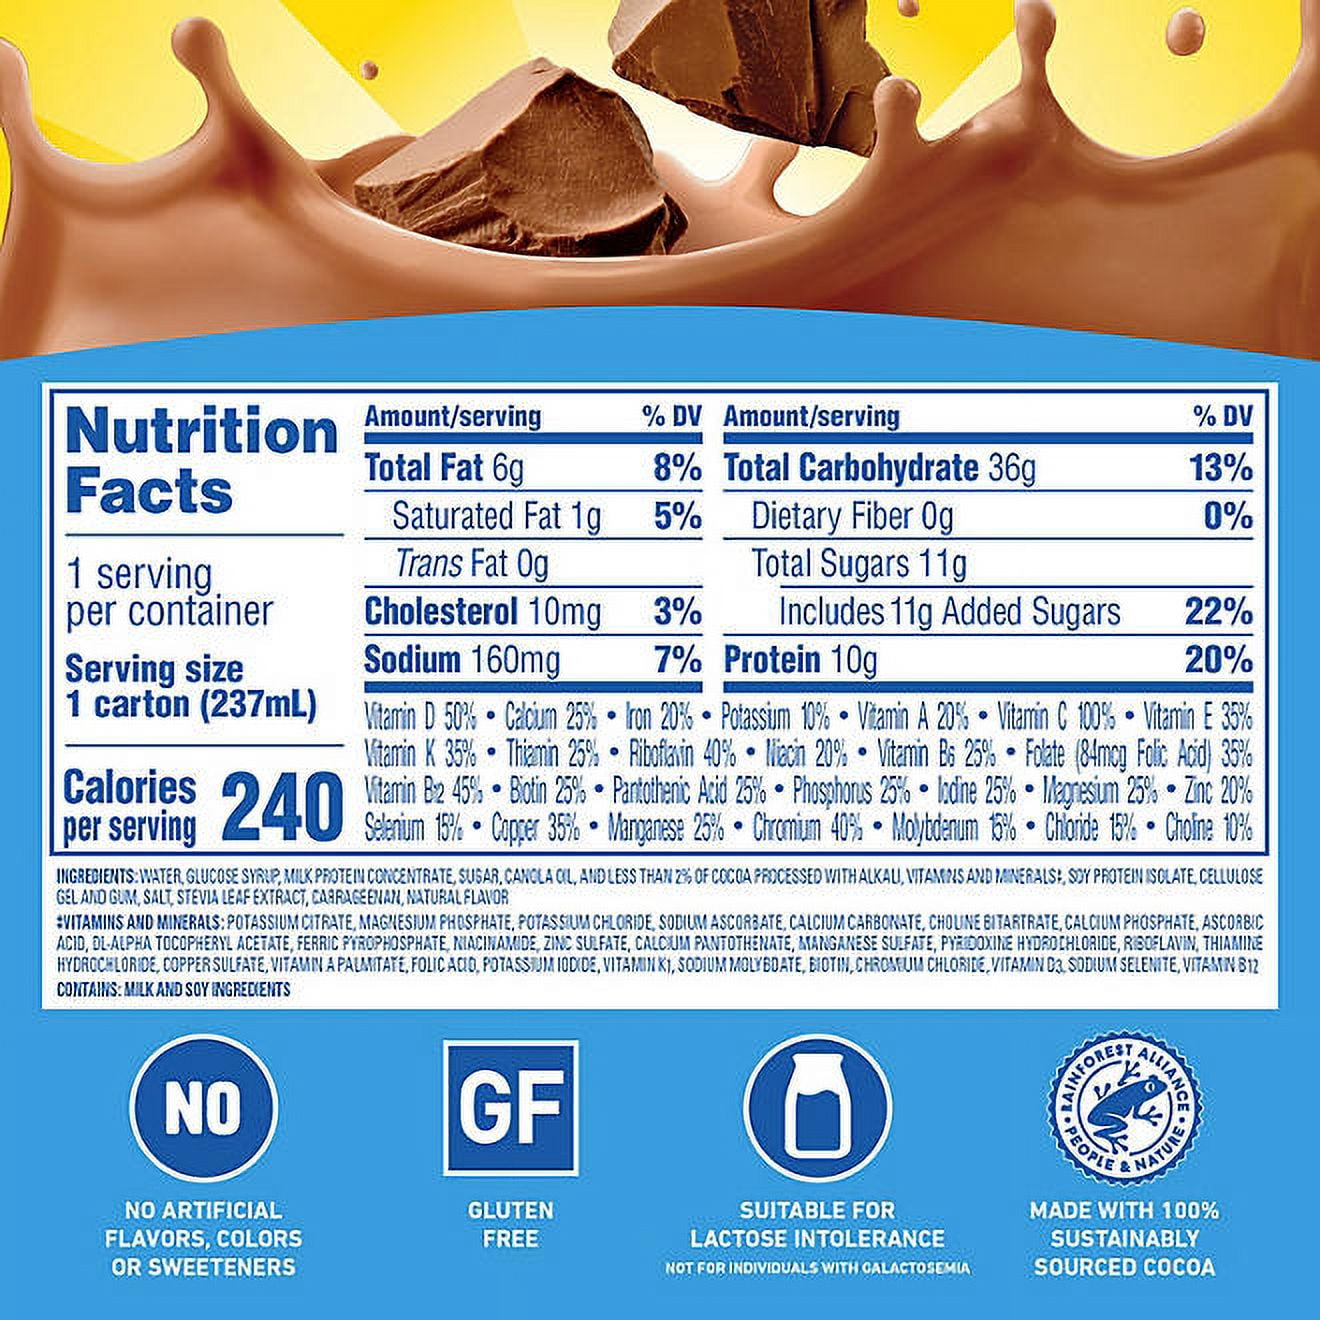 Nutrition
Facts
1 serving
per container
Serving size
1 carton (237mL)
Calories
per serving 240
Amount/serving % DV
Total Fat 6g 8%
Saturated Fat 1g 5%
Trans Fat 0g
Cholesterol 10mg 3%
Sodium 160mg 7%
Amount/serving % DV
Total Carbohydrate 36g 13%
Dietary Fiber 0g 0%
Total Sugars 11g
Includes 11g Added Sugars 22%
Protein 10g 20%
Vitamin D 50% • Calcium 25% • Iron 20% • Potassium 10% • Vitamin A 20% • Vitamin C 100% • Vitamin E 35%
Vitamin K 35% • Thiamin 25% • Riboflavin 40% • Niacin 20% • Vitamin B6 25% • Folate (84mcg Folic Acid) 35%
Vitamin B12 45% • Biotin 25% • Pantothenic Acid 25% • Phosphorus 25% • Iodine 25% • Magnesium 25% • Zinc 20%
Selenium 15% • Copper 35% • Manganese 25% • Chromium 40% • Molybdenum 15% • Chloride 15% • Choline 10%
INGREDIENTS: WATER, GLUCOSE SYRUP, MILK PROTEIN CONCENTRATE, SUGAR, CANOLA OIL, AND LESS THAN 2% OF COCOA PROCESSED WITH ALKALI, VITAMINS AND MINERALS‡, SOY PROTEIN ISOLATE, CELLULOSE
GEL AND GUM, SALT, STEVIA LEAF EXTRACT, CARRAGEENAN, NATURAL FLAVOR
‡VITAMINS AND MINERALS: POTASSIUM CITRATE, MAGNESIUM PHOSPHATE, POTASSIUM CHLORIDE, SODIUM ASCORBATE, CALCIUM CARBONATE, CHOLINE BITARTRATE, CALCIUM PHOSPHATE, ASCORBIC
ACID, DL-ALPHA TOCOPHERYL ACETATE, FERRIC PYROPHOSPHATE, NIACINAMIDE, ZINC SULFATE, CALCIUM PANTOTHENATE, MANGANESE SULFATE, PYRIDOXINE HYDROCHLORIDE, RIBOFLAVIN, THIAMINE
HYDROCHLORIDE, COPPER SULFATE, VITAMIN A PALMITATE, FOLIC ACID, POTASSIUM IODIDE, VITAMIN K1, SODIUM MOLYBDATE, BIOTIN, CHROMIUM CHLORIDE, VITAMIN D3, SODIUM SELENITE, VITAMIN B12
CONTAINS: MILK AND SOY INGREDIENTS
NO
NO ARTIFICIAL
FLAVORS, COLORS
OR SWEETENERS
GF
GLUTEN
FREE
SUITABLE FOR
LACTOSE INTOLERANCE
NOT FOR INDIVIDUALS WITH GALACTOSEMIA
RAINFOREST ALLIANCE
• PEOPLE & NATURE •
MADE WITH 100%
SUSTAINABLY
SOURCED COCOA